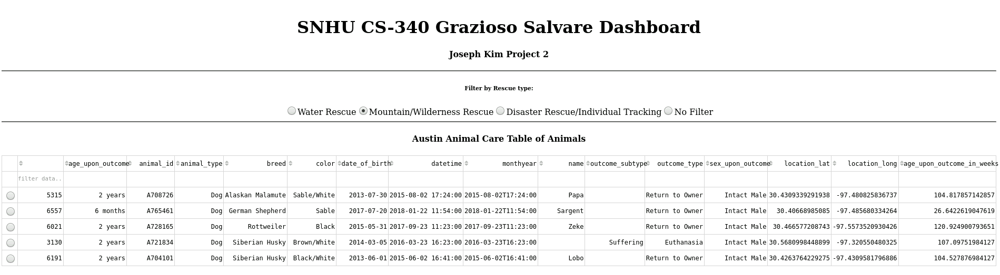 SNHU CS-340 Grazioso Salvare Dashboard
Joseph Kim Project 2
Filter by Rescue type:
Water Rescue Mountain/Wilderness Rescue Disaster Rescue/Individual Tracking No Filter
Austin Animal Care Table of Animals
age_upon_outcome animal_id animal_type breed color date_of_birth datetime monthyear name outcome_subtype outcome_type sex_upon_outcome location_lat location_long age_upon_outcome_in_weeks
filter data..
5315 2 years A708726 Dog Alaskan Malamute Sable/White 2013-07-30 2015-08-02 17:24:00 2015-08-02T17:24:00 Papa Return to Owner Intact Male 30.4309339291938 -97.480825836737 104.817857142857
6557 6 months A765461 Dog German Shepherd Sable 2017-07-20 2018-01-22 11:54:00 2018-01-22T11:54:00 Sargent Return to Owner Intact Male 30.40668985085 -97.485680334264 26.6422619047619
6021 2 years A728165 Dog Rottweiler Black 2015-05-31 2017-09-23 11:23:00 2017-09-23T11:23:00 Zeke Return to Owner Intact Male 30.466577208743 -97.5573520930426 120.924900793651
3130 2 years A721834 Dog Siberian Husky Brown/White 2014-03-05 2016-03-23 16:23:00 2016-03-23T16:23:00 Suffering Euthanasia Intact Male 30.5680998448899 -97.320550480325 107.09751984127
6191 2 years A704101 Dog Siberian Husky Black/White 2013-06-01 2015-06-02 16:41:00 2015-06-02T16:41:00 Lobo Return to Owner Intact Male 30.4263764229275 -97.4309581796886 104.527876984127